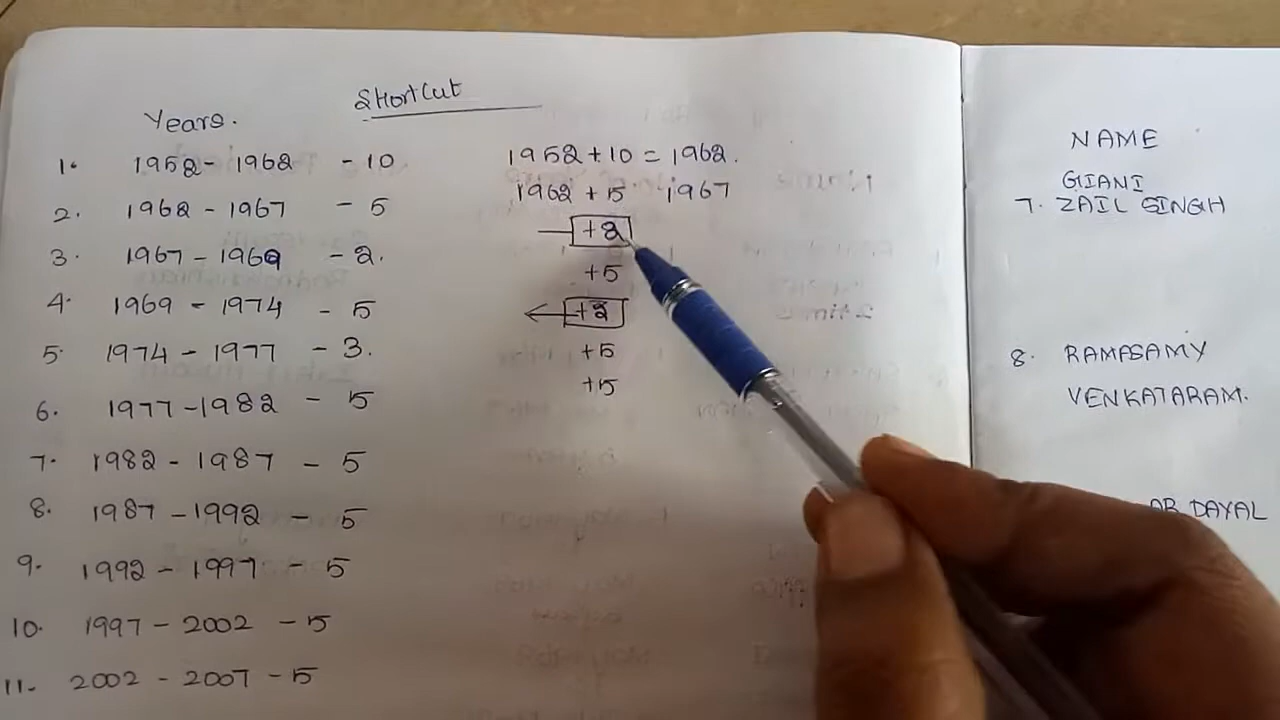 Shortcut
Years.
1. 1952 - 1962 - 10
2. 1962 - 1967 - 5
3. 1967 - 1969 - 2.
4. 1969 - 1974 - 5
5. 1974 - 1977 - 3.
6. 1977 - 1982 - 5
7. 1982 - 1987 - 5
8. 1987 - 1992 - 5
9. 1992 - 1997 - 5
10. 1997 - 2002 - 5
11. 2002 - 2007 - 5
1952 + 10 = 1962.
1962 + 5 1967
+2
+5
+5
+5
NAME
GIANI
7. ZAIL SINGH
8. RAMASAMY
VENKATARAM.
DAYAL